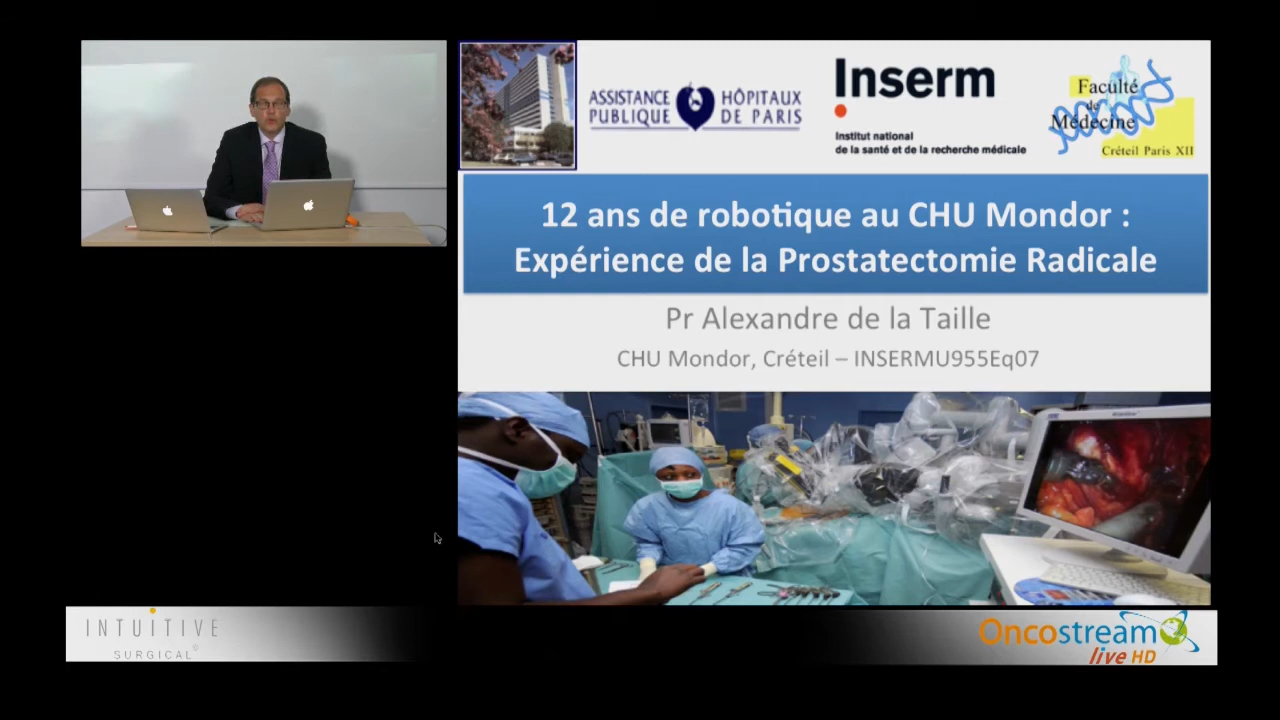 ASSISTANCE PUBLIQUE
HÔPITAUX DE PARIS
Inserm
Institut national
de la santé et de la recherche médicale
Faculté
de
Médecine
Créteil Paris XII
12 ans de robotique au CHU Mondor :
Expérience de la Prostatectomie Radicale
Pr Alexandre de la Taille
CHU Mondor, Créteil – INSERMU955Eq07
INTUITIVE
SURGICAL©
Oncostream
live HD